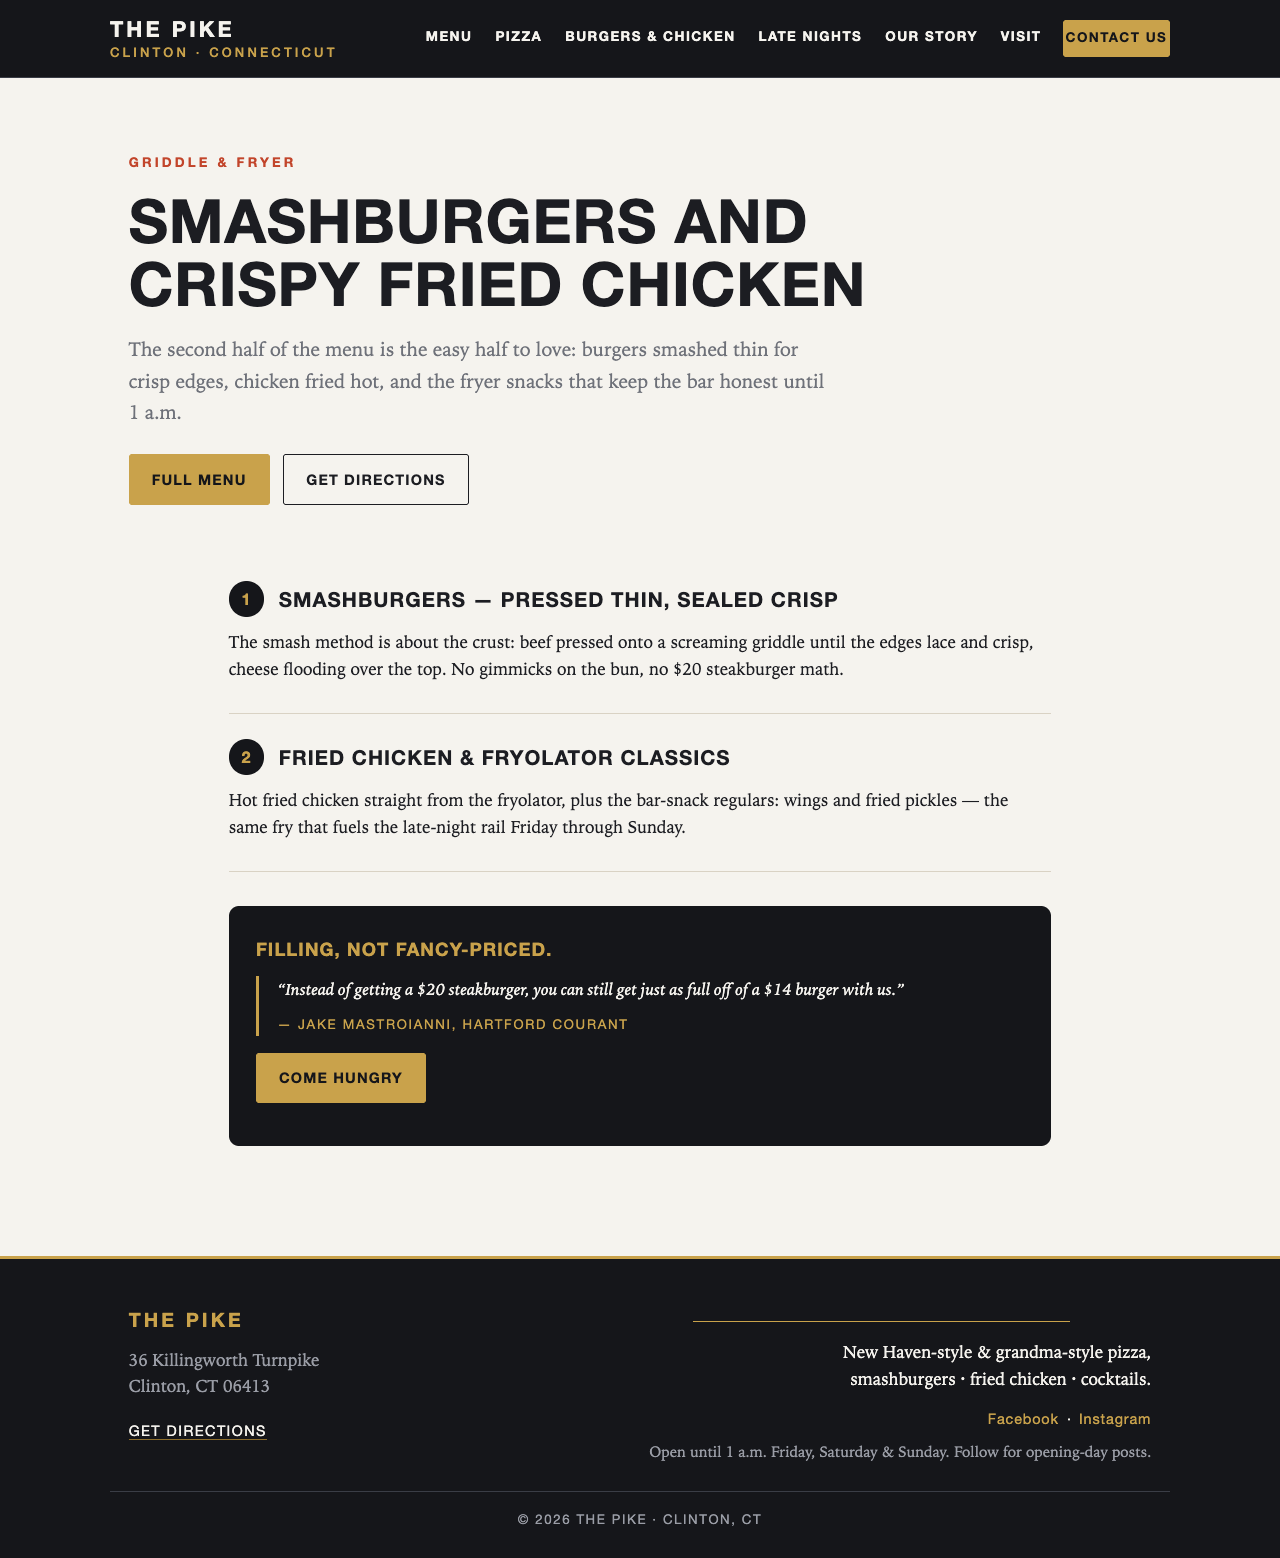 THE PIKE
CLINTON · CONNECTICUT
MENU
PIZZA
BURGERS & CHICKEN
LATE NIGHTS
OUR STORY
VISIT
CONTACT US
GRIDDLE & FRYER
SMASHBURGERS AND
CRISPY FRIED CHICKEN
The second half of the menu is the easy half to love: burgers smashed thin for
crisp edges, chicken fried hot, and the fryer snacks that keep the bar honest until
1 a.m.
FULL MENU
GET DIRECTIONS
1 SMASHBURGERS — PRESSED THIN, SEALED CRISP
The smash method is about the crust: beef pressed onto a screaming griddle until the edges lace and crisp,
cheese flooding over the top. No gimmicks on the bun, no $20 steakburger math.
2 FRIED CHICKEN & FRYOLATOR CLASSICS
Hot fried chicken straight from the fryolator, plus the bar-snack regulars: wings and fried pickles — the
same fry that fuels the late-night rail Friday through Sunday.
FILLING, NOT FANCY-PRICED.
“Instead of getting a $20 steakburger, you can still get just as full off of a $14 burger with us.”
— JAKE MASTROIANNI, HARTFORD COURANT
COME HUNGRY
THE PIKE
36 Killingworth Turnpike
Clinton, CT 06413
GET DIRECTIONS
New Haven-style & grandma-style pizza,
smashburgers · fried chicken · cocktails.
Facebook · Instagram
Open until 1 a.m. Friday, Saturday & Sunday. Follow for opening-day posts.
© 2026 THE PIKE · CLINTON, CT